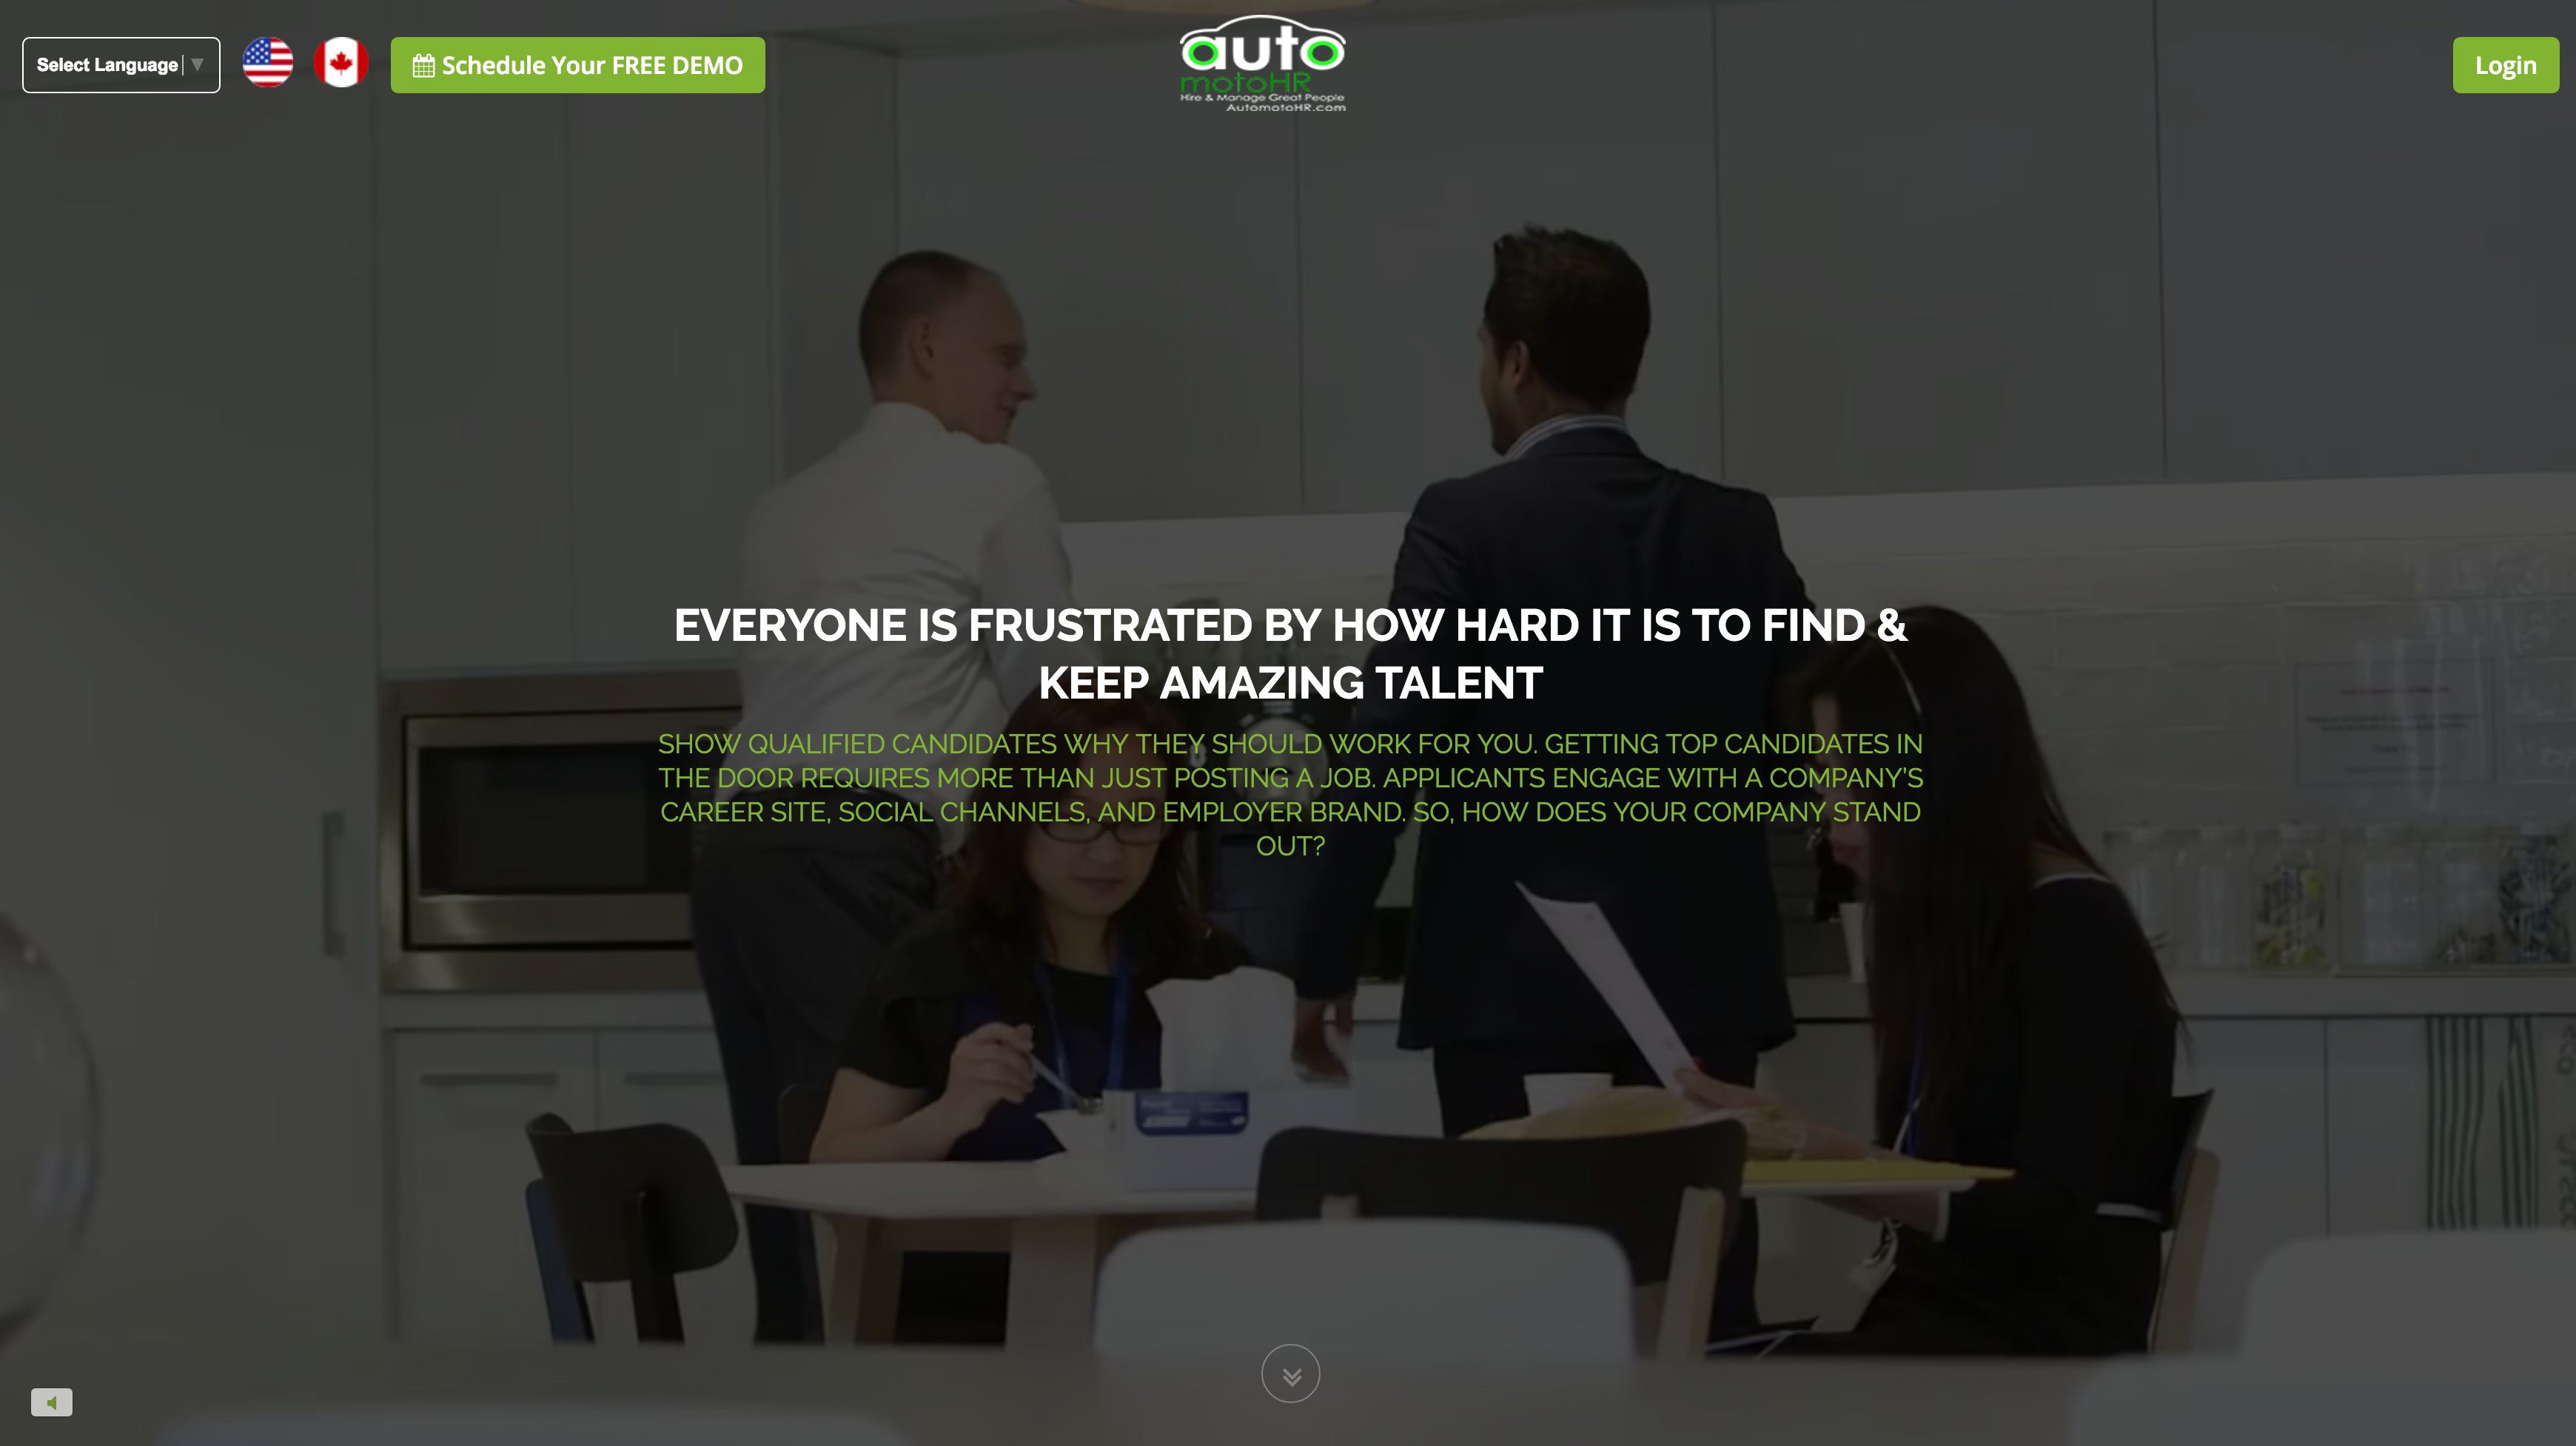 Select Language
Schedule Your FREE DEMO
auto
motoHR
Hire & Manage Great People
AutomotoHR.com
Login
EVERYONE IS FRUSTRATED BY HOW HARD IT IS TO FIND &
KEEP AMAZING TALENT
SHOW QUALIFIED CANDIDATES WHY THEY SHOULD WORK FOR YOU. GETTING TOP CANDIDATES IN
THE DOOR REQUIRES MORE THAN JUST POSTING A JOB. APPLICANTS ENGAGE WITH A COMPANY'S
CAREER SITE, SOCIAL CHANNELS, AND EMPLOYER BRAND. SO, HOW DOES YOUR COMPANY STAND
OUT?